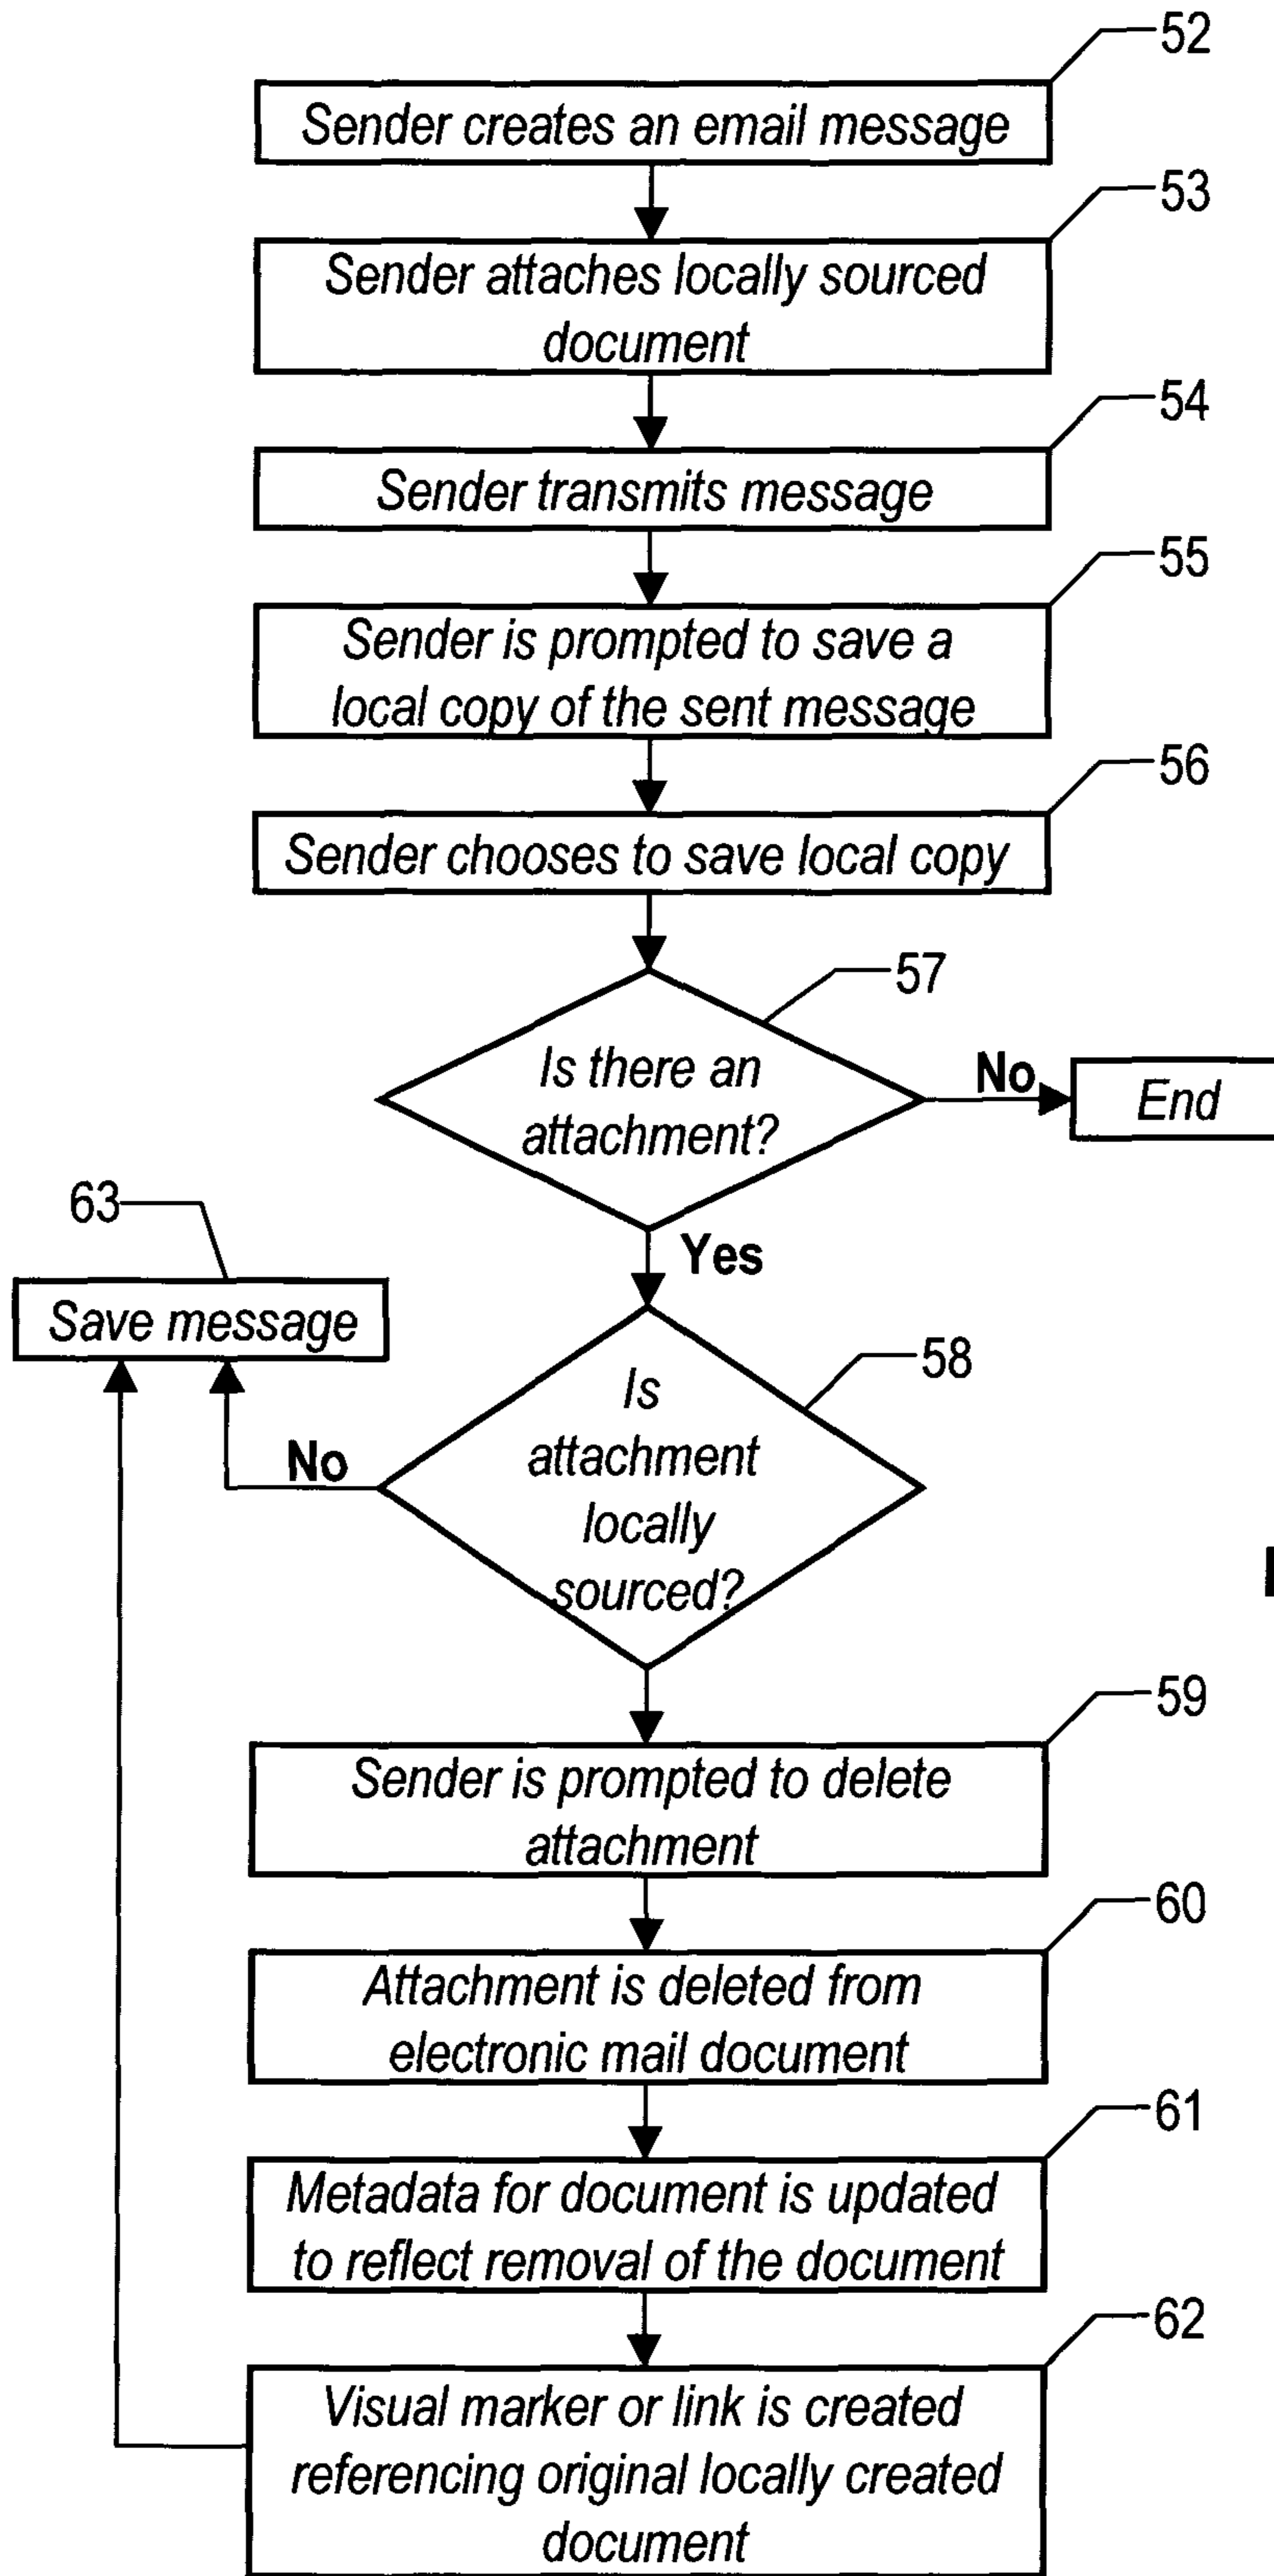 52
Sender creates an email message
53
Sender attaches locally sourced
document
54
Sender transmits message
55
Sender is prompted to save a
local copy of the sent message
56
Sender chooses to save local copy
57
Is there an
attachment?
No
End
Yes
63
Save message
58
Is
attachment
locally
sourced?
No
59
Sender is prompted to delete
attachment
60
Attachment is deleted from
electronic mail document
61
Metadata for document is updated
to reflect removal of the document
62
Visual marker or link is created
referencing original locally created
document